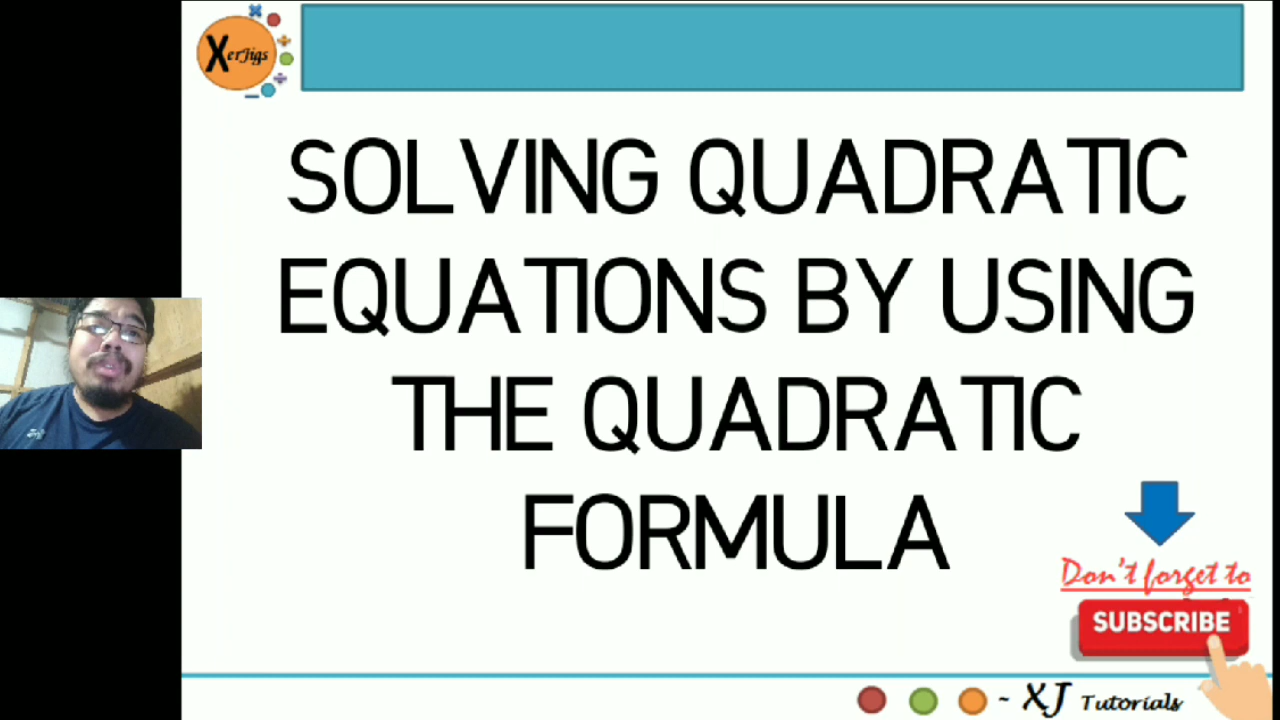 XerJigs
SOLVING QUADRATIC
EQUATIONS BY USING
THE QUADRATIC
FORMULA
Don't forget to
SUBSCRIBE
~ XJ Tutorials